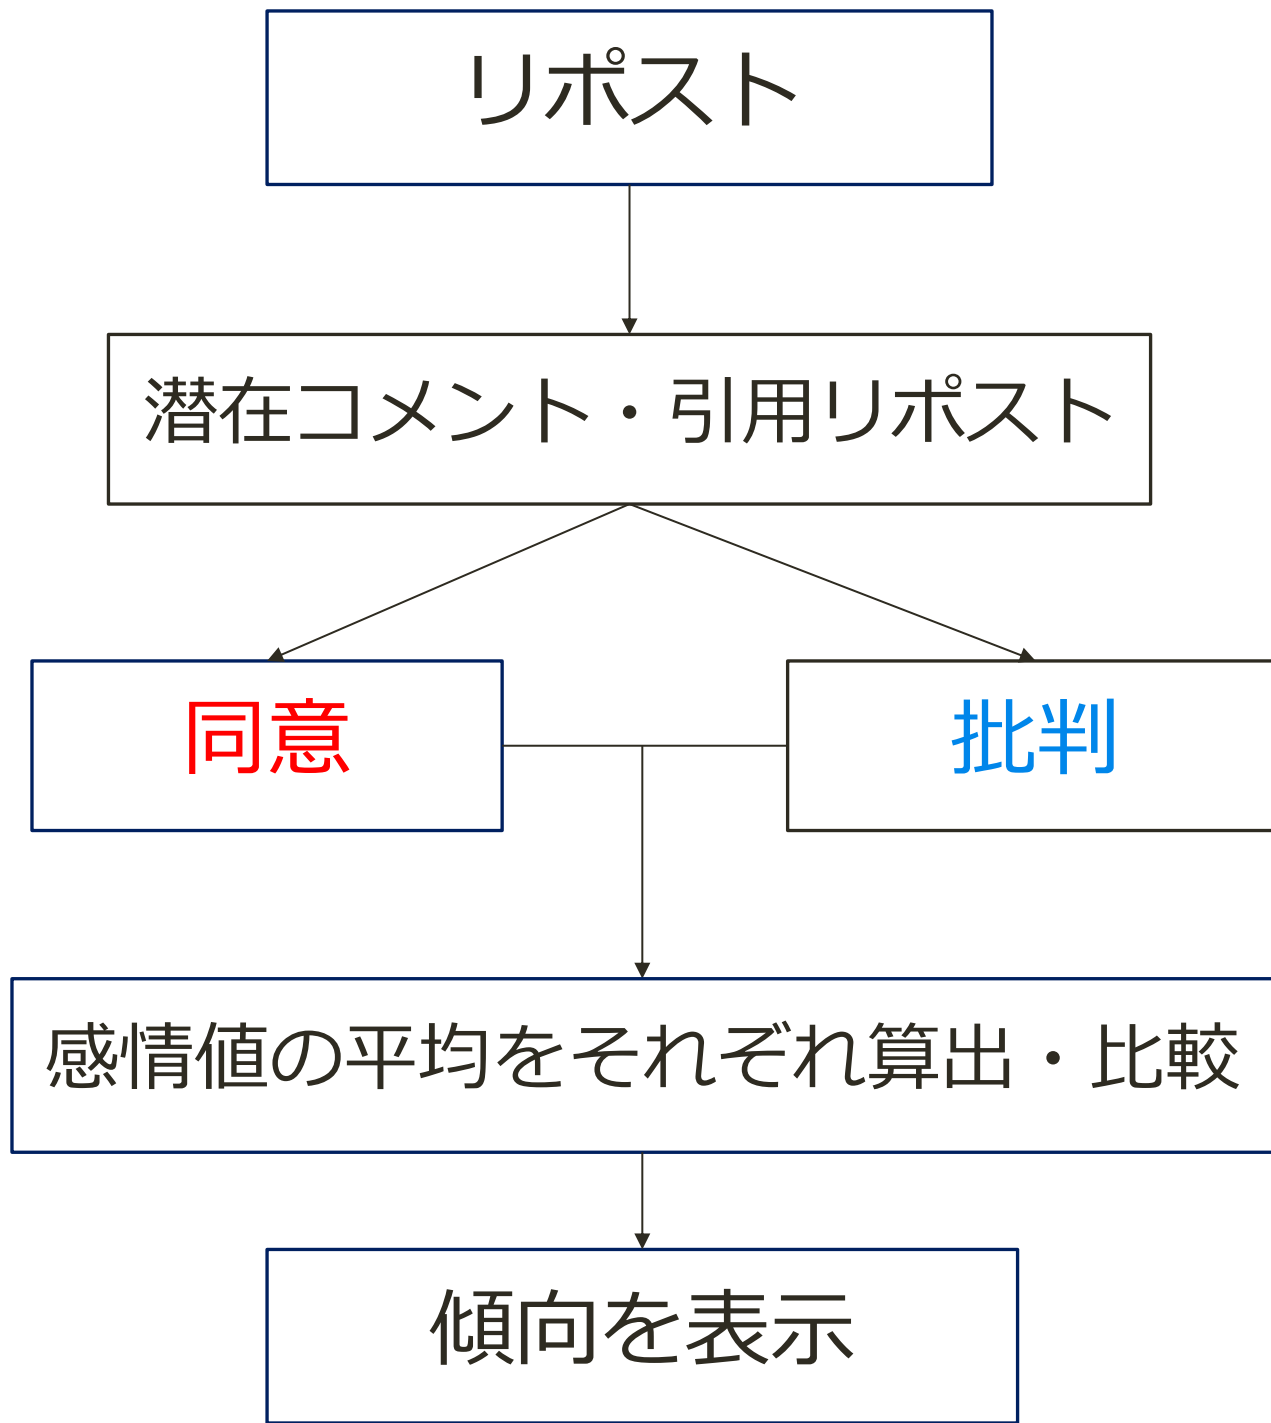 リポスト
潜在コメント・引用リポスト
同意
批判
感情値の平均をそれぞれ算出・比較
傾向を表示